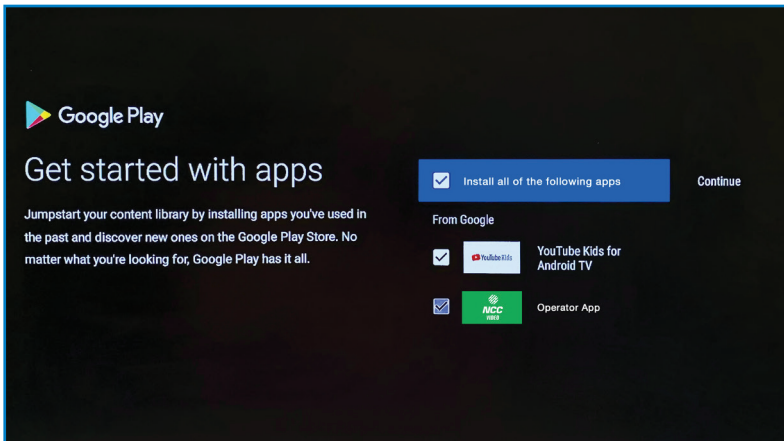 Google Play
Get started with apps
Jumpstart your content library by installing apps you've used in
the past and discover new ones on the Google Play Store. No
matter what you're looking for, Google Play has it all.
Install all of the following apps
Continue
From Google
YouTube Kids
YouTube Kids for
Android TV
NCC
VIDEO
Operator App